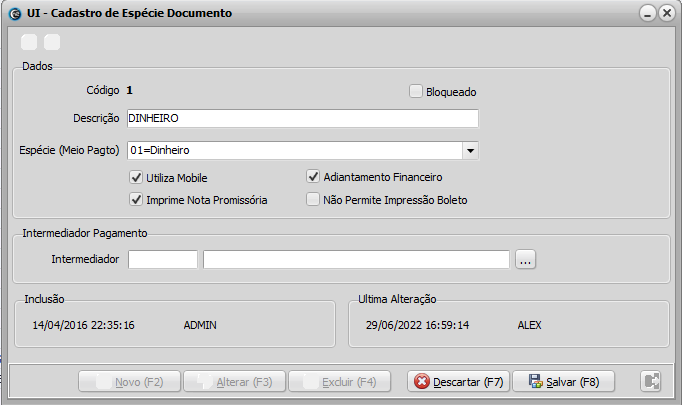 UI - Cadastro de Espécie Documento
Dados
Código 1 Bloqueado
Descrição DINHEIRO
Espécie (Meio Pagto) 01=Dinheiro
Utiliza Mobile Adiantamento Financeiro
Imprime Nota Promissória Não Permite Impressão Boleto
Intermediador Pagamento
Intermediador ...
Inclusão Ultima Alteração
14/04/2016 22:35:16 ADMIN 29/06/2022 16:59:14 ALEX
Novo (F2) Alterar (F3) Excluir (F4) Descartar (F7) Salvar (F8)